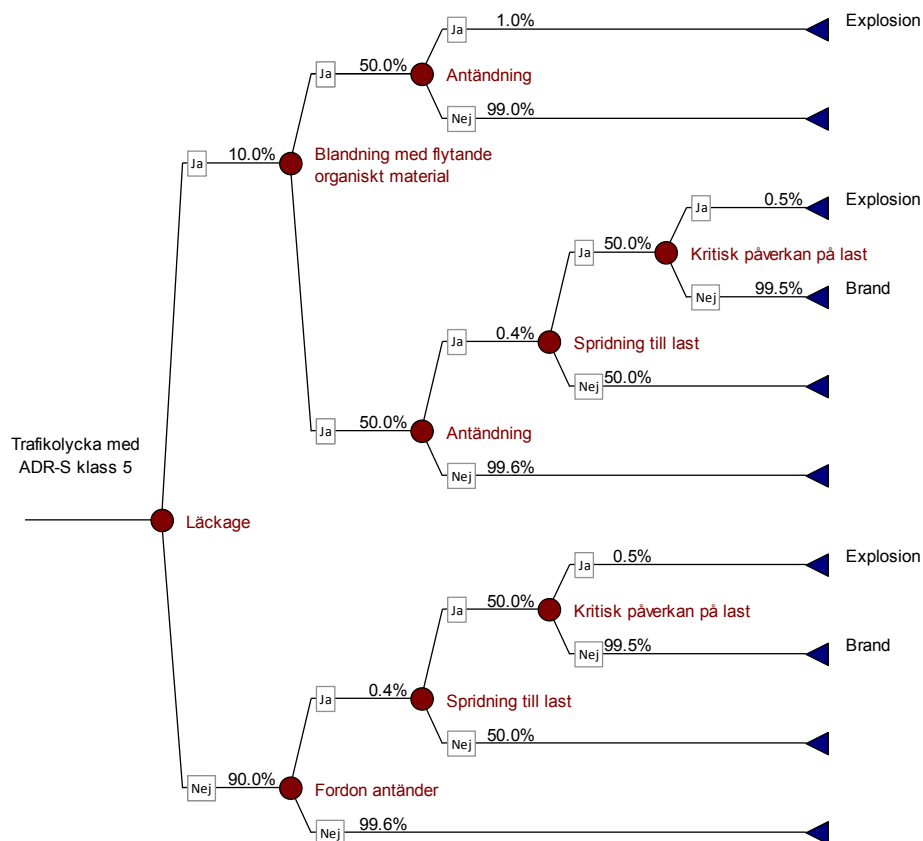 Ja 1.0% Explosion
Ja 50.0% Antändning
Nej 99.0%
Ja 10.0% Blandning med flytande
organiskt material
Ja 0.5% Explosion
Ja 50.0% Kritisk påverkan på last
Nej 99.5% Brand
Ja 0.4% Spridning till last
Nej 50.0%
Ja 50.0% Antändning
Nej 99.6%
Trafikolycka med
ADR-S klass 5
Läckage
Ja 0.5% Explosion
Ja 50.0% Kritisk påverkan på last
Nej 99.5% Brand
Ja 0.4% Spridning till last
Nej 50.0%
Nej 90.0% Fordon antänder
Nej 99.6%